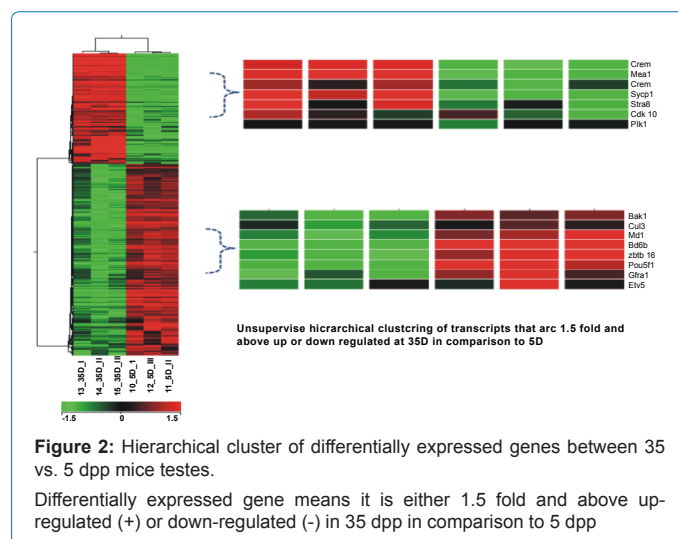 Crem
Mea1
Crem
Sycp1
Stra8
Cdk 10
Plk1
Bak1
Cul3
Md1
Bd6b
zbtb 16
Pou5f1
Gfra1
Etv5
Unsupervise hicrarchical clustcring of transcripts that arc 1.5 fold and
above up or down regulated at 35D in comparison to 5D
13_35D_I
14_35D_II
15_35D_III
10_5D_1
12_5D_III
11_5D_II
-1.5 0 1.5
Figure 2: Hierarchical cluster of differentially expressed genes between 35
vs. 5 dpp mice testes.
Differentially expressed gene means it is either 1.5 fold and above up-
regulated (+) or down-regulated (-) in 35 dpp in comparison to 5 dpp